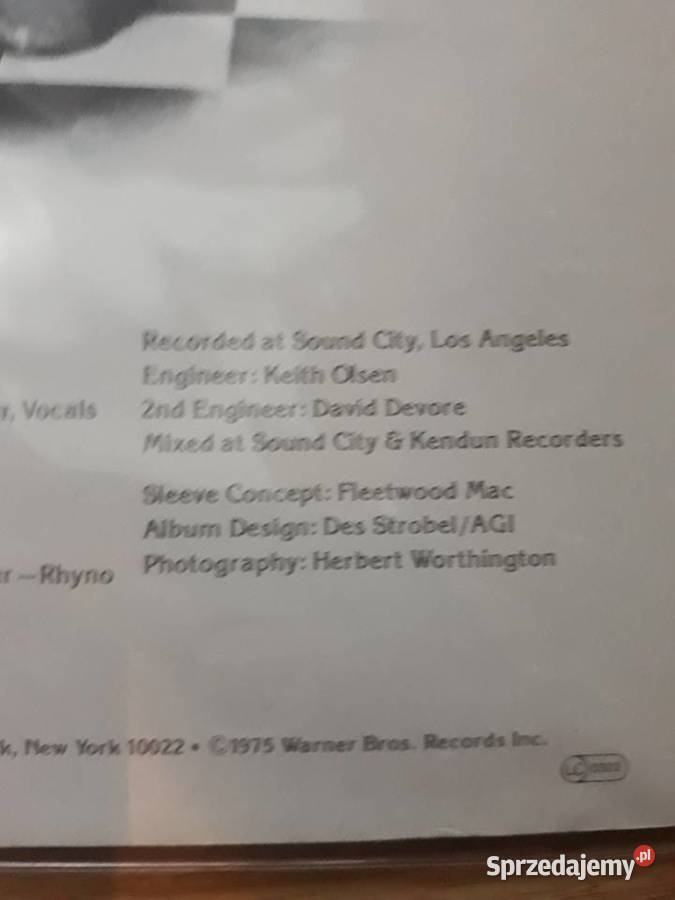 Recorded at Sound City, Los Angeles
Engineer: Keith Olsen
r, Vocals 2nd Engineer: David Devore
Mixed at Sound City & Kendun Recorders
Sleeve Concept: Fleetwood Mac
Album Design: Des Strobel/AGI
r—Rhyno Photography: Herbert Worthington
k, New York 10022 • ©1975 Warner Bros. Records Inc.
LC
Sprzedajemy.pl